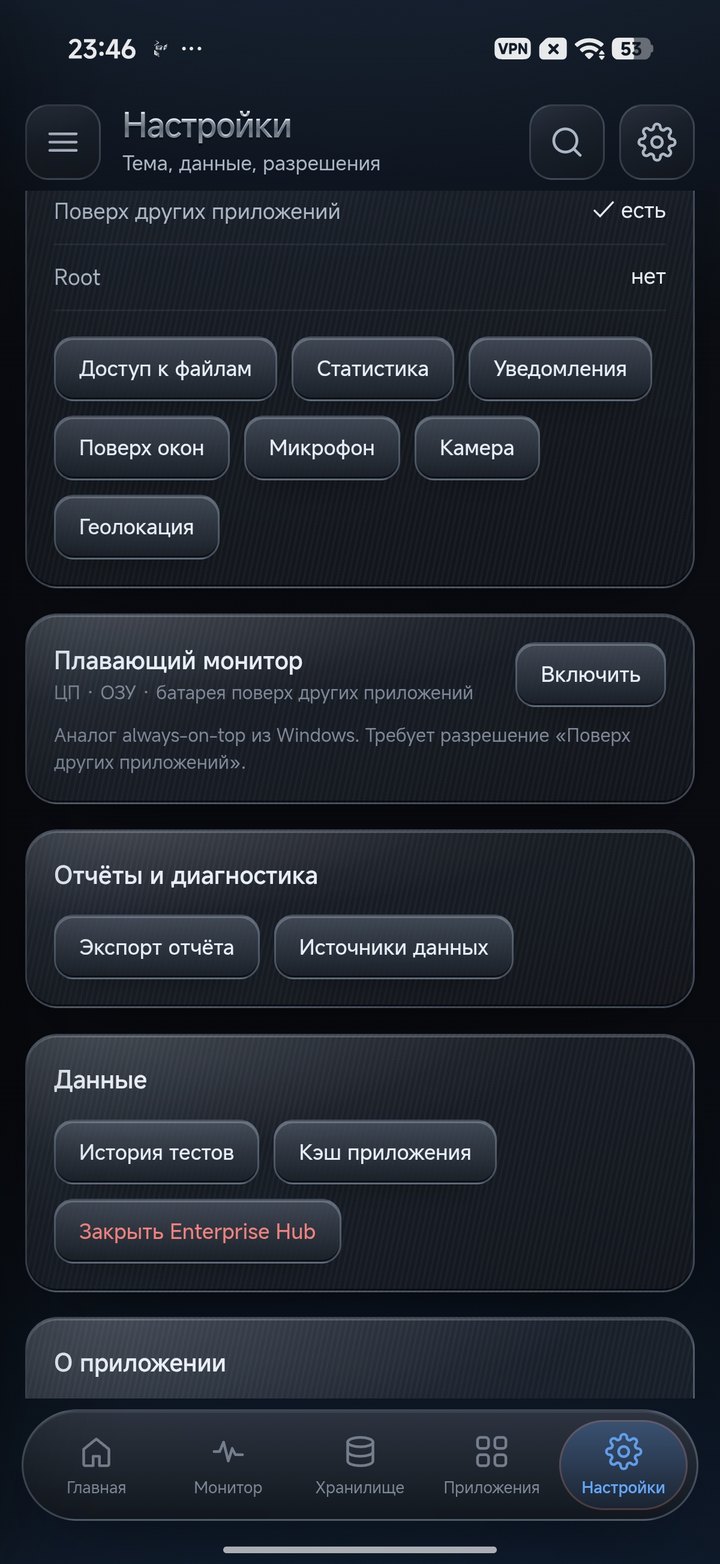 23:46 ··· VPN 53
Настройки
Тема, данные, разрешения
Поверх других приложений ✓ есть
Root нет
Доступ к файлам Статистика Уведомления
Поверх окон Микрофон Камера
Геолокация
Плавающий монитор Включить
ЦП · ОЗУ · батарея поверх других приложений
Аналог always-on-top из Windows. Требует разрешение «Поверх
других приложений».
Отчёты и диагностика
Экспорт отчёта Источники данных
Данные
История тестов Кэш приложения
Закрыть Enterprise Hub
О приложении
Главная Монитор Хранилище Приложения Настройки